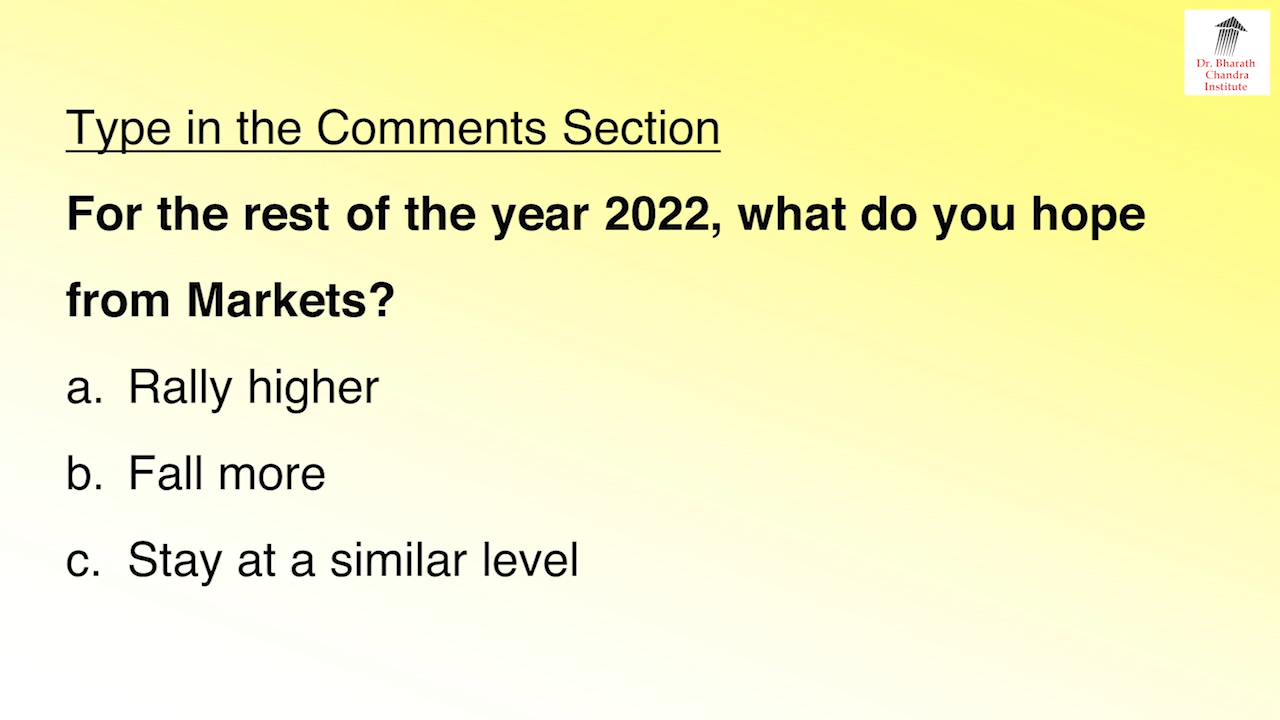 Dr. Bharath
Chandra
Institute
Type in the Comments Section
For the rest of the year 2022, what do you hope
from Markets?
a. Rally higher
b. Fall more
c. Stay at a similar level